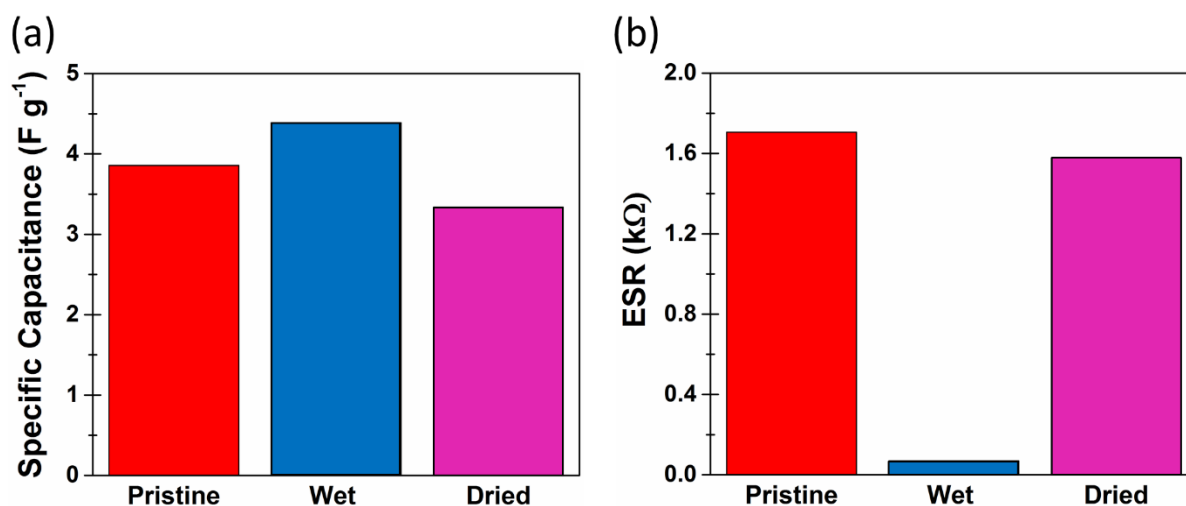 (a)
Specific Capacitance (F g⁻¹)
5
4
3
2
1
0
Pristine Wet Dried
(b)
ESR (kΩ)
2.0
1.6
1.2
0.8
0.4
0.0
Pristine Wet Dried